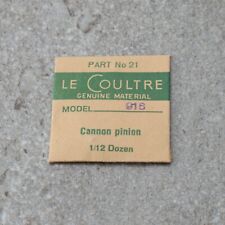 PART No 21
LE COULTRE
GENUINE MATERIAL
MODEL 916
Cannon pinion
1/12 Dozen